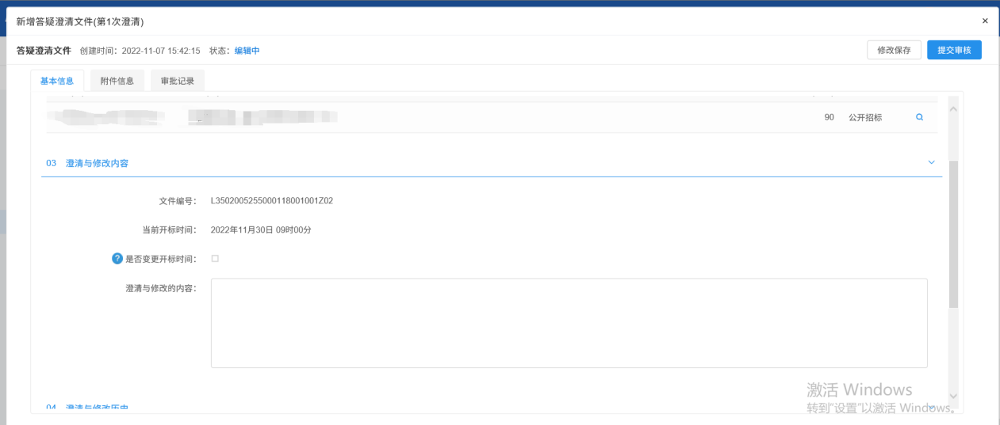 新增答疑澄清文件(第1次澄清)
×
答疑澄清文件 创建时间: 2022-11-07 15:42:15 状态: 编辑中
修改保存 提交审核
基本信息 附件信息 审批记录
90 公开招标
03 澄清与修改内容
文件编号: L3502005255000118001001Z02
当前开标时间: 2022年11月30日 09时00分
? 是否变更开标时间:
澄清与修改的内容:
04 澄清与修改历史
激活 Windows
转到"设置"以激活 Windows。